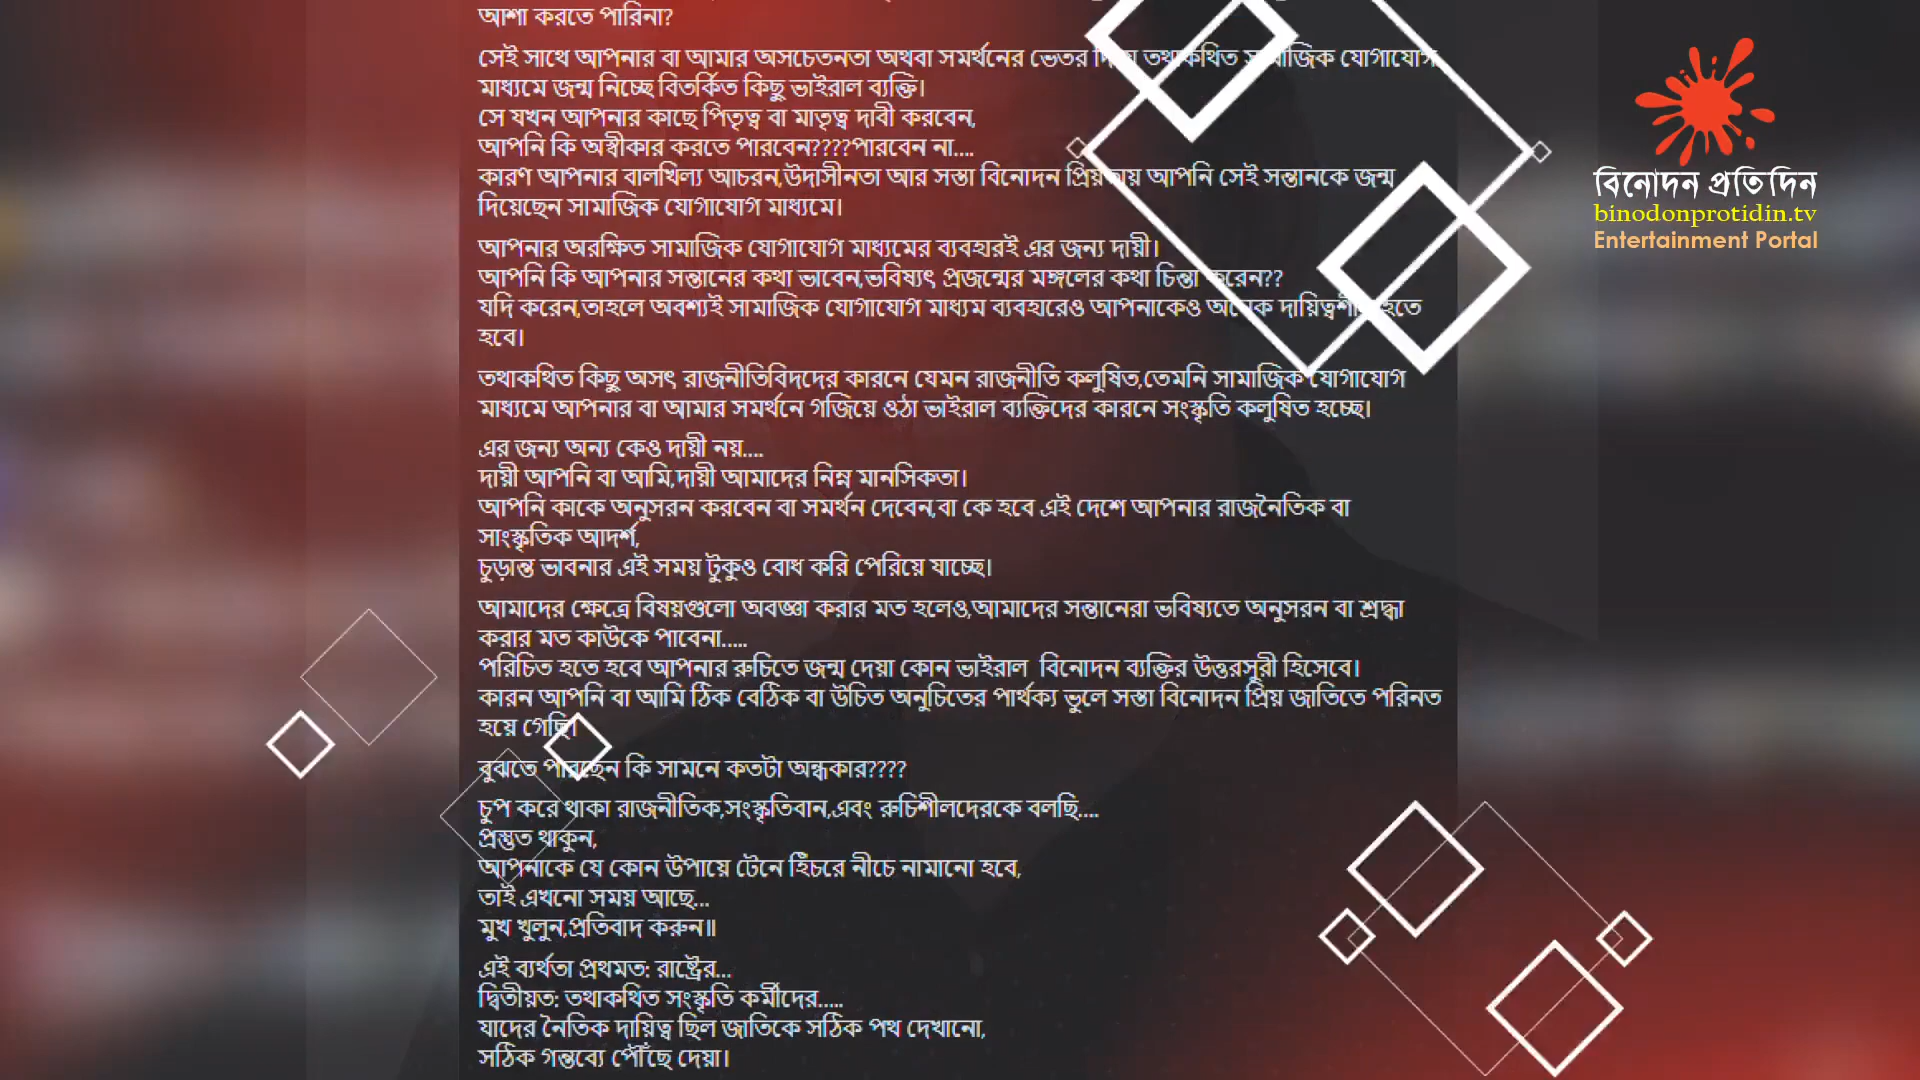 আশা করতে পারিনা?
সেই সাথে আপনার বা আমার অসচেতনতা অথবা সমর্থনের ভেতর দিয়ে তথাকথিত সামাজিক যোগাযোগ
মাধ্যমে জন্ম নিচ্ছে বিতর্কিত কিছু ভাইরাল ব্যক্তি।
সে যখন আপনার কাছে পিতৃত্ব বা মাতৃত্ব দাবী করবেন,
আপনি কি অস্বীকার করতে পারবেন????পারবেন না....
কারণ আপনার বালখিল্য আচরন,উদাসীনতা আর সস্তা বিনোদন প্রিয়তায় আপনি সেই সন্তানকে জন্ম
দিয়েছেন সামাজিক যোগাযোগ মাধ্যমে।
আপনার অরক্ষিত সামাজিক যোগাযোগ মাধ্যমের ব্যবহারই এর জন্য দায়ী।
আপনি কি আপনার সন্তানের কথা ভাবেন,ভবিষ্যৎ প্রজন্মের মঙ্গলের কথা চিন্তা করেন??
যদি করেন,তাহলে অবশ্যই সামাজিক যোগাযোগ মাধ্যম ব্যবহারেও আপনাকেও অনেক দায়িত্বশীল হতে
হবে।
তথাকথিত কিছু অসৎ রাজনীতিবিদদের কারনে যেমন রাজনীতি কলুষিত,তেমনি সামাজিক যোগাযোগ
মাধ্যমে আপনার বা আমার সমর্থনে গজিয়ে ওঠা ভাইরাল ব্যক্তিদের কারনে সংস্কৃতি কলুষিত হচ্ছে।
এর জন্য অন্য কেও দায়ী নয়....
দায়ী আপনি বা আমি,দায়ী আমাদের নিম্ন মানসিকতা।
আপনি কাকে অনুসরন করবেন বা সমর্থন দেবেন,বা কে হবে এই দেশে আপনার রাজনৈতিক বা
সাংস্কৃতিক আদর্শ,
চুড়ান্ত ভাবনার এই সময় টুকুও বোধ করি পেরিয়ে যাচ্ছে।
আমাদের ক্ষেত্রে বিষয়গুলো অবজ্ঞা করার মত হলেও,আমাদের সন্তানেরা ভবিষ্যতে অনুসরন বা শ্রদ্ধা
করার মত কাউকে পাবেনা.....
পরিচিত হতে হবে আপনার রুচিতে জন্ম দেয়া কোন ভাইরাল বিনোদন ব্যক্তির উত্তরসুরী হিসেবে।
কারন আপনি বা আমি ঠিক বেঠিক বা উচিত অনুচিতের পার্থক্য ভুলে সস্তা বিনোদন প্রিয় জাতিতে পরিনত
হয়ে গেছি।
বুঝতে পারছেন কি সামনে কতটা অন্ধকার????
চুপ করে থাকা রাজনীতিক,সংস্কৃতিবান,এবং রুচিশীলদেরকে বলছি....
প্রস্তুত থাকুন,
আপনাকে যে কোন উপায়ে টেনে হিঁচরে নীচে নামানো হবে,
তাই এখনো সময় আছে...
মুখ খুলুন,প্রতিবাদ করুন॥
এই ব্যর্থতা প্রথমত: রাষ্ট্রের...
দ্বিতীয়ত: তথাকথিত সংস্কৃতি কর্মীদের.....
যাদের নৈতিক দায়িত্ব ছিল জাতিকে সঠিক পথ দেখানো,
সঠিক গন্তব্যে পৌঁছে দেয়া।
বিনোদন প্রতিদিন
binodonprotidin.tv
Entertainment Portal